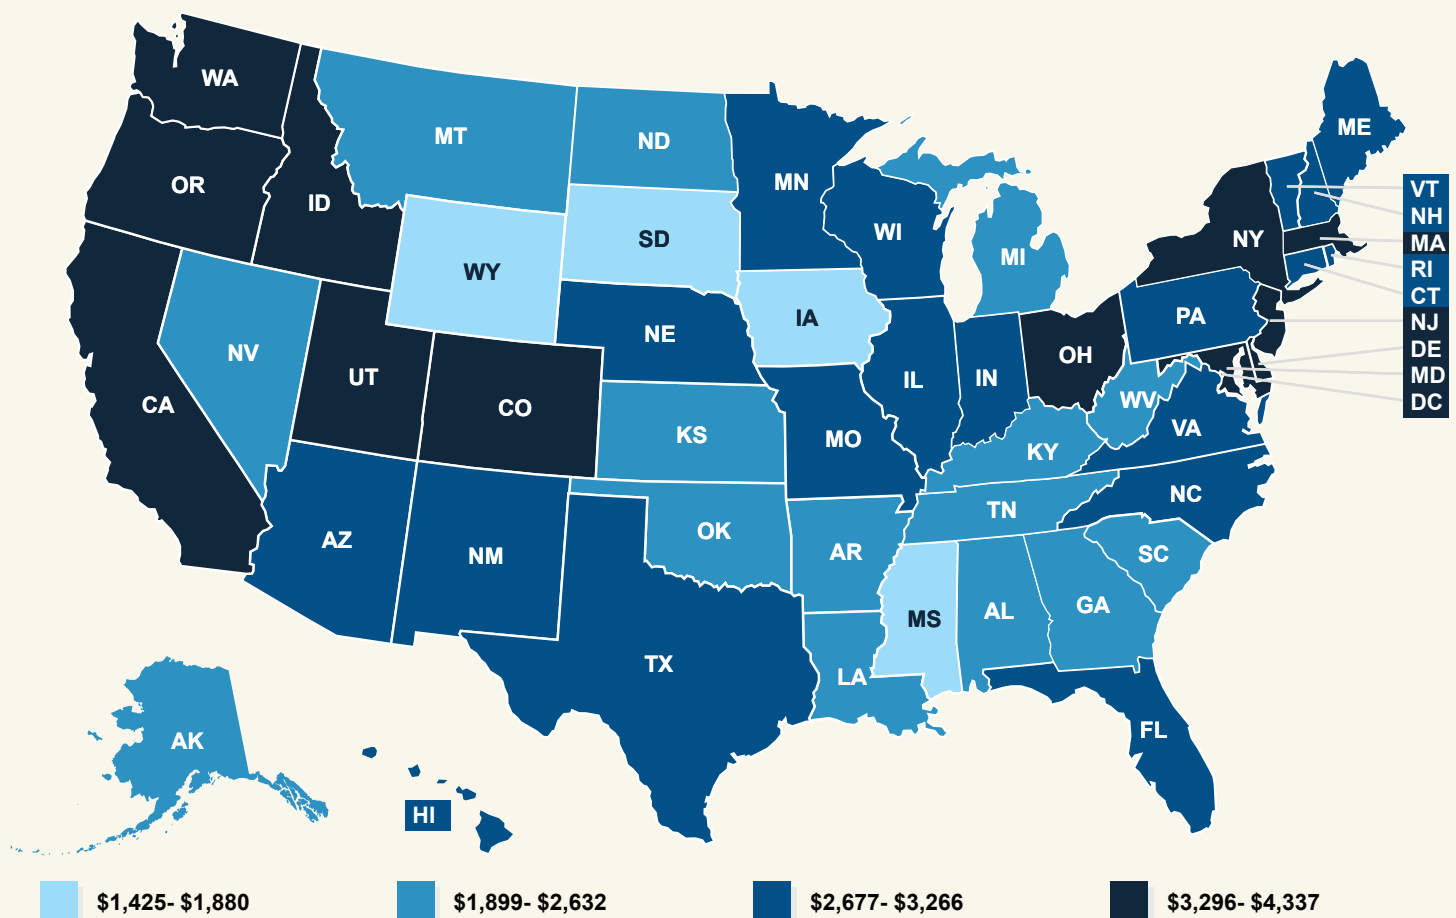 WA
MT
ND
ME
OR
ID
MN
VT
NH
WY
SD
WI
NY
MA
MI
RI
CT
NV
NE
IA
PA
NJ
UT
OH
DE
CA
CO
IL
IN
WV
MD
DC
KS
MO
KY
VA
AZ
NM
OK
AR
TN
NC
SC
MS
AL
GA
TX
LA
FL
AK
HI
$1,425- $1,880
$1,899- $2,632
$2,677- $3,266
$3,296- $4,337